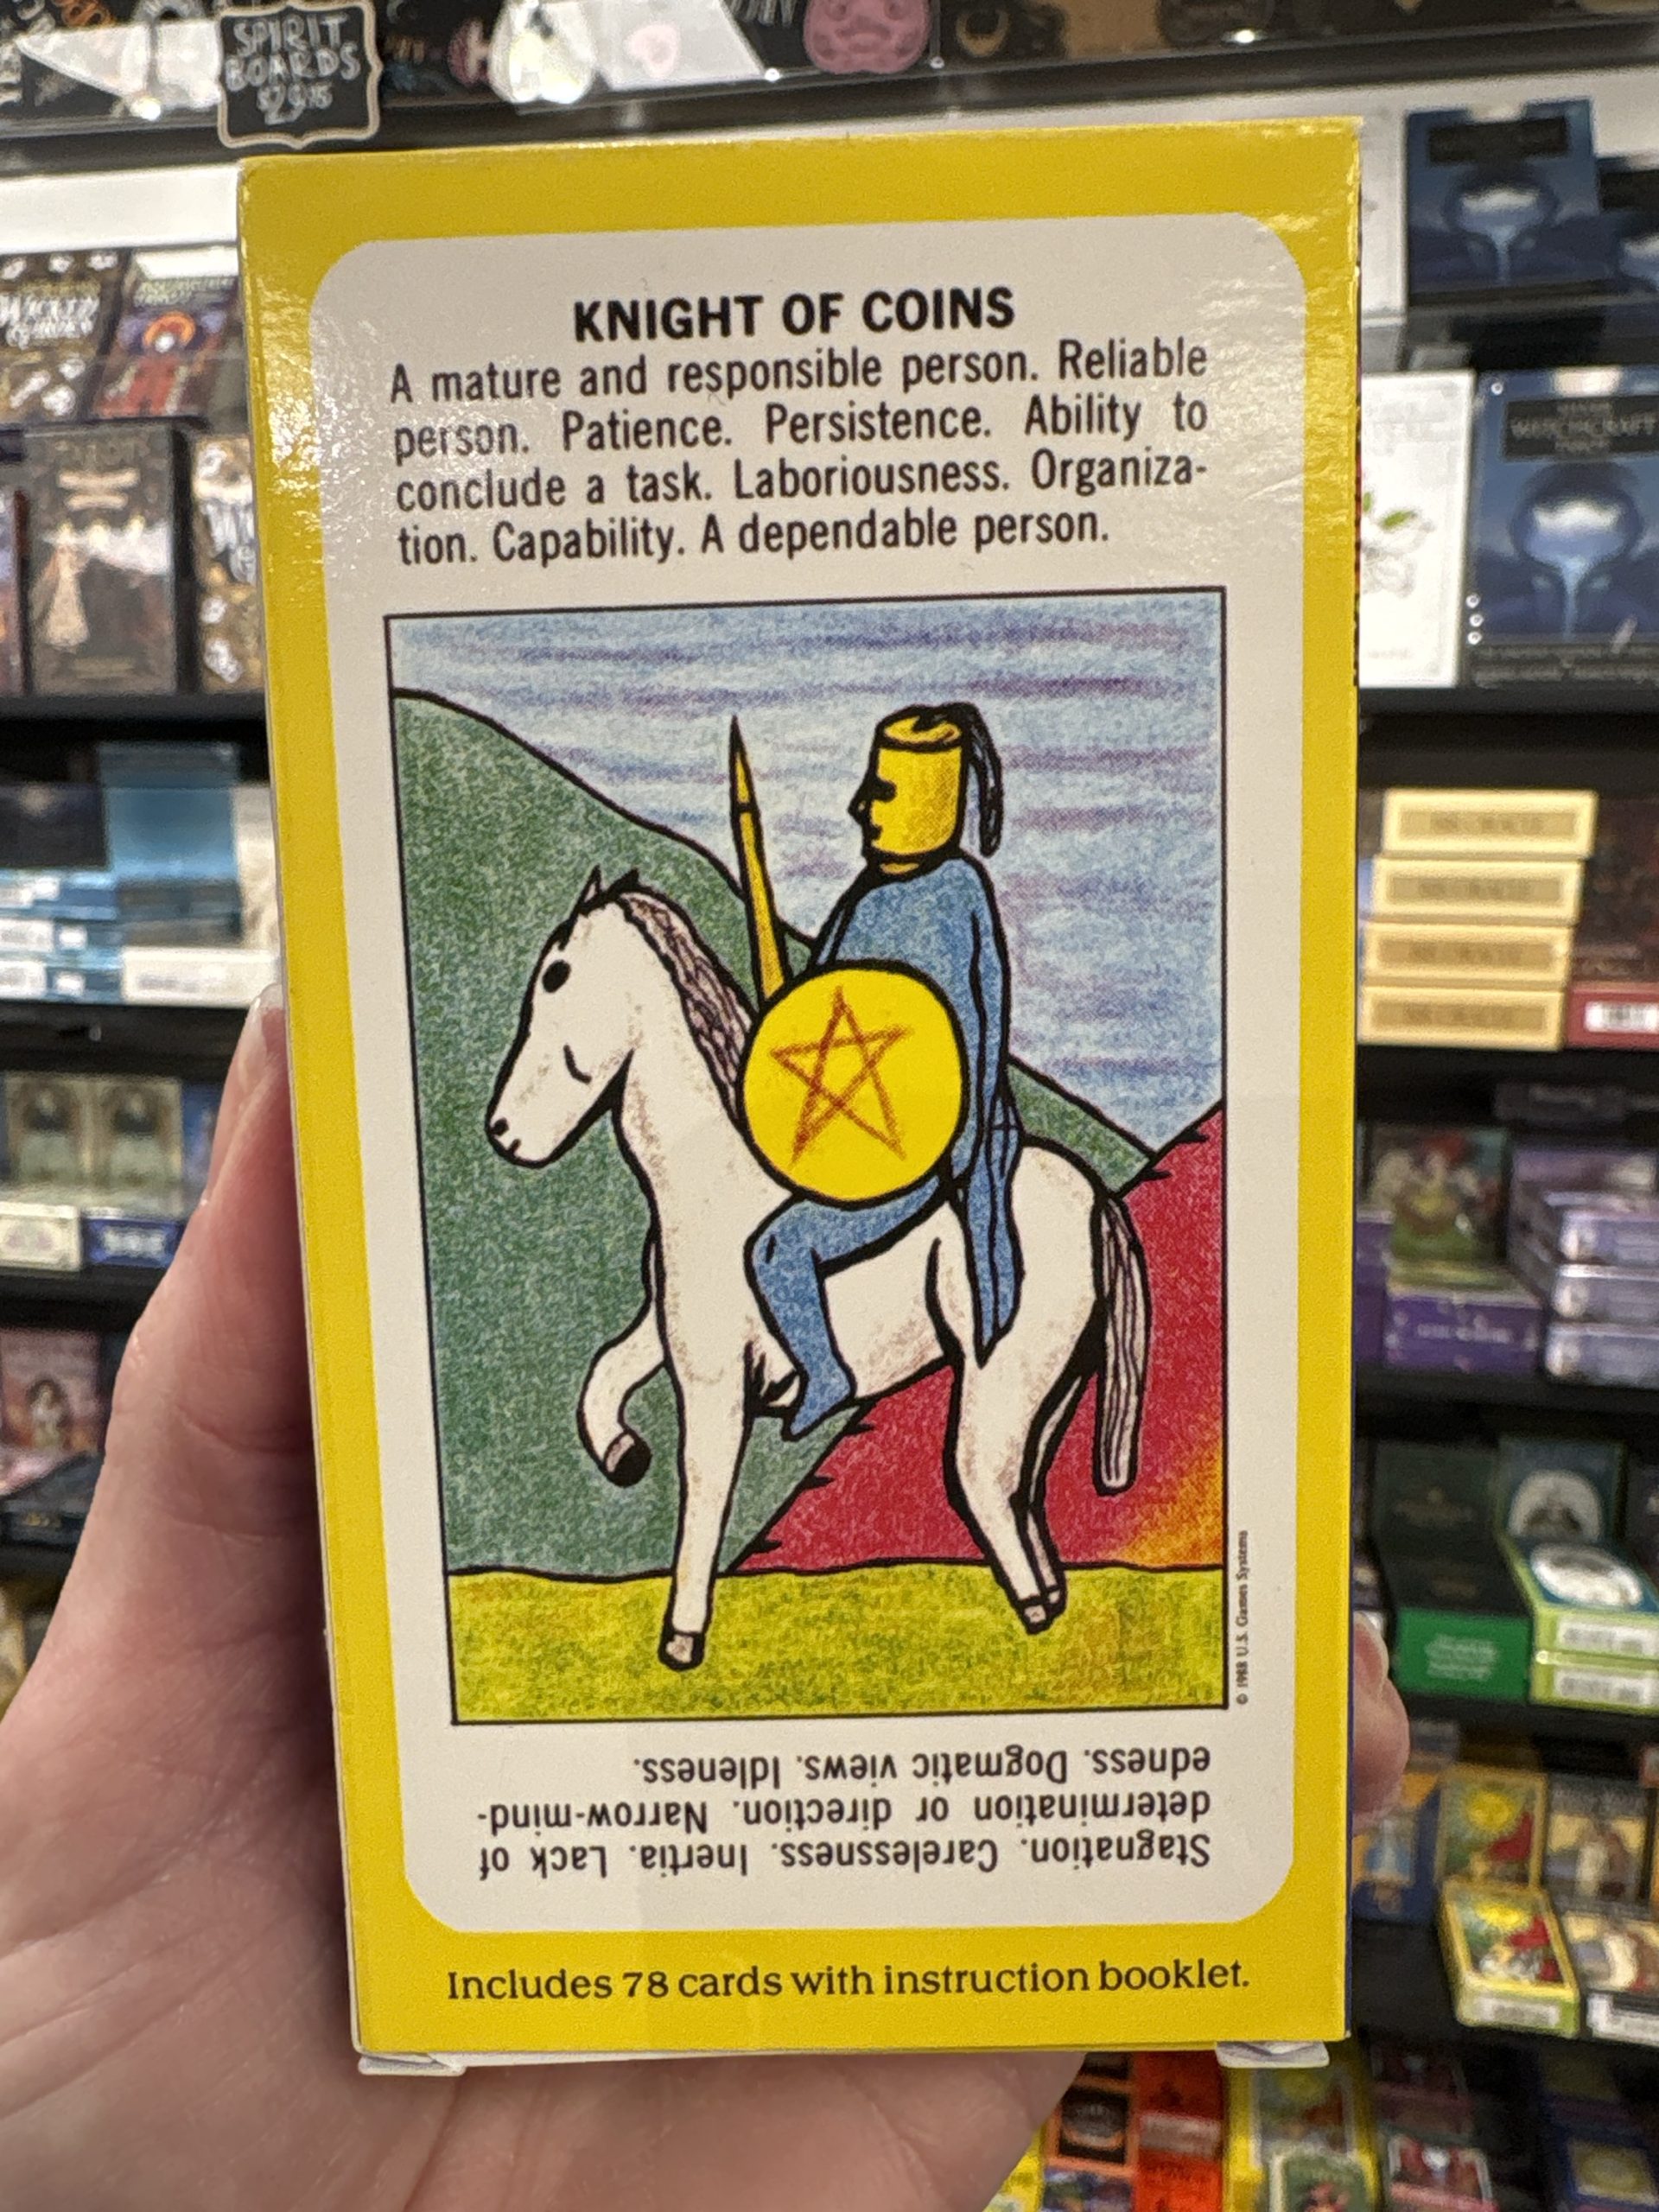 SPIRIT
BOARDS
KNIGHT OF COINS
A mature and responsible person. Reliable
person. Patience. Persistence. Ability to
conclude a task. Laboriousness. Organiza-
tion. Capability. A dependable person.
© 1988 U.S. Games Systems
Stagnation. Carelessness. Inertia. Lack of
determination or direction. Narrow-mind-
edness. Dogmatic views. Idleness.
Includes 78 cards with instruction booklet.
WITCHCRAFT